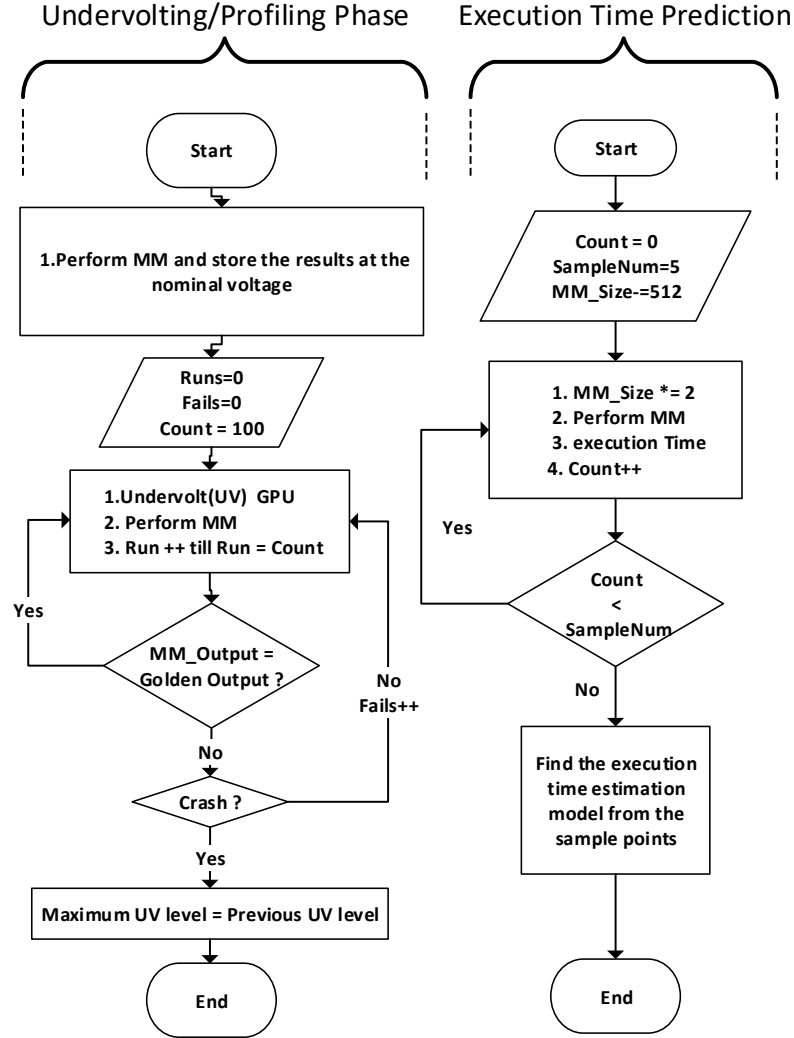 Undervolting/Profiling Phase
Start
1.Perform MM and store the results at the
nominal voltage
Runs=0
Fails=0
Count = 100
1.Undervolt(UV) GPU
2. Perform MM
3. Run ++ till Run = Count
Yes
MM_Output =
Golden Output ?
No
Fails++
No
Crash ?
Yes
Maximum UV level = Previous UV level
End
Execution Time Prediction
Start
Count = 0
SampleNum=5
MM_Size-=512
1. MM_Size *= 2
2. Perform MM
3. execution Time
4. Count++
Yes
Count
<
SampleNum
No
Find the execution
time estimation
model from the
sample points
End